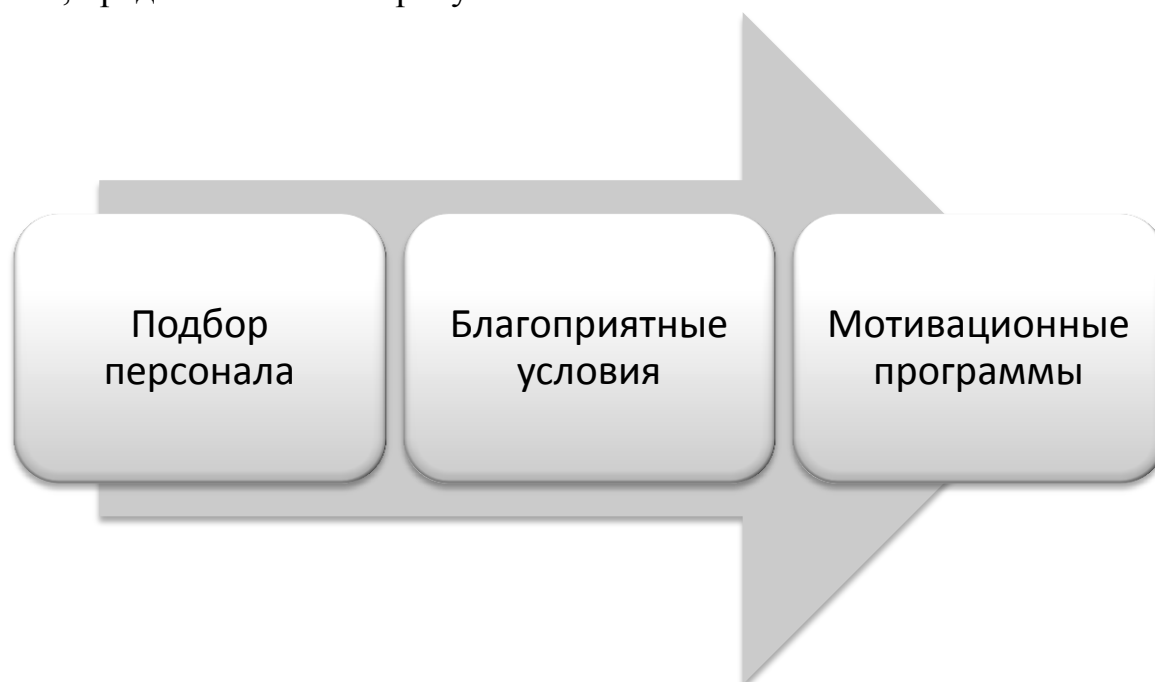 Подбор
персонала
Благоприятные
условия
Мотивационные
программы